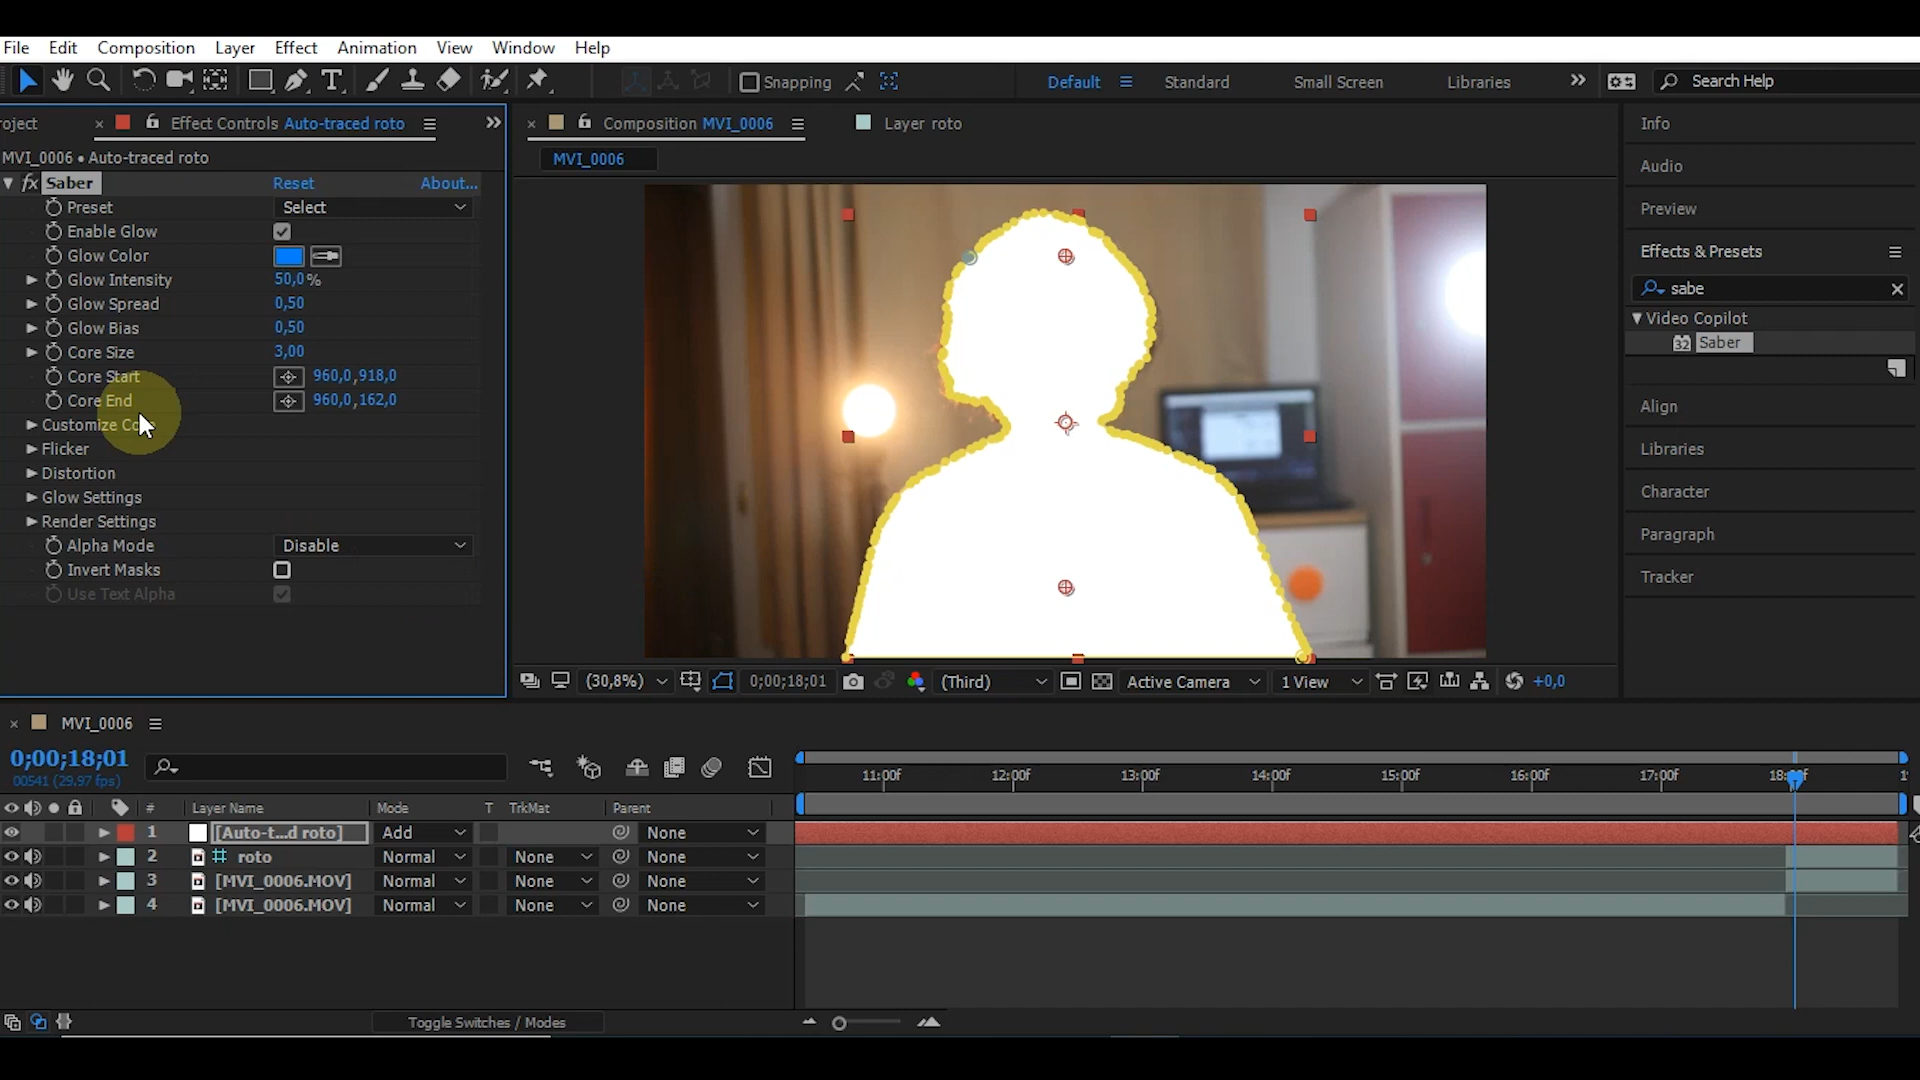 File Edit Composition Layer Effect Animation View Window Help
Snapping Default Standard Small Screen Libraries Search Help
roject Effect Controls Auto-traced roto
Composition MVI_0006 Layer roto
MVI_0006 • Auto-traced roto
MVI_0006
fx Saber Reset About...
Preset Select
Enable Glow
Glow Color
Glow Intensity 50,0%
Glow Spread 0,50
Glow Bias 0,50
Core Size 3,00
Core Start 960,0,918,0
Core End 960,0,162,0
Customize Co
Flicker
Distortion
Glow Settings
Render Settings
Alpha Mode Disable
Invert Masks
Use Text Alpha
Info
Audio
Preview
Effects & Presets
sabe
Video Copilot
32 Saber
Align
Libraries
Character
Paragraph
Tracker
(30,8%) 0;00;18;01 (Third) Active Camera 1 View +0,0
MVI_0006
0;00;18;01
00541 (29.97 fps)
11:00f 12:00f 13:00f 14:00f 15:00f 16:00f 17:00f
# Layer Name Mode T TrkMat Parent
1 [Auto-t...d roto] Add None
2 roto Normal None None
3 [MVI_0006.MOV] Normal None None
4 [MVI_0006.MOV] Normal None None
Toggle Switches / Modes